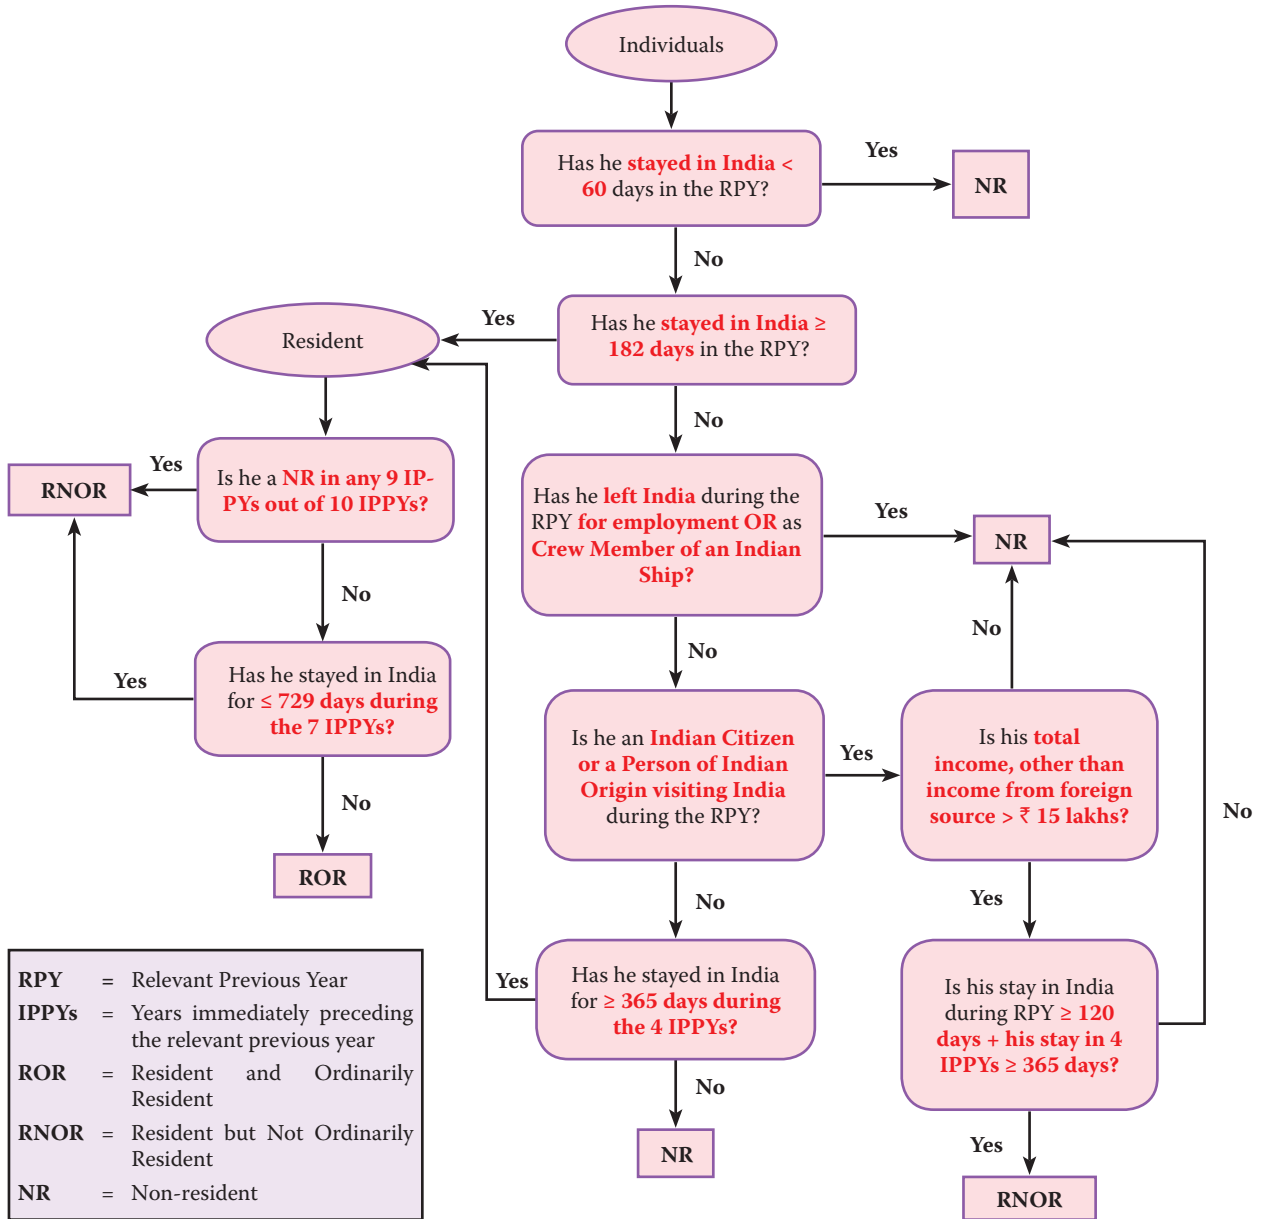 Individuals
Has he stayed in India <
60 days in the RPY?
Yes
NR
No
Has he stayed in India ≥
182 days in the RPY?
Yes
Resident
No
Is he a NR in any 9 IP-
PYs out of 10 IPPYs?
Yes
RNOR
No
Has he stayed in India
for ≤ 729 days during
the 7 IPPYs?
Yes
No
ROR
Has he left India during the
RPY for employment OR as
Crew Member of an Indian
Ship?
Yes
NR
No
Is he an Indian Citizen
or a Person of Indian
Origin visiting India
during the RPY?
Yes
Is his total
income, other than
income from foreign
source > ₹ 15 lakhs?
No
Yes
No
Has he stayed in India
for ≥ 365 days during
the 4 IPPYs?
Yes
No
NR
Is his stay in India
during RPY ≥ 120
days + his stay in 4
IPPYs ≥ 365 days?
No
Yes
RNOR
RPY = Relevant Previous Year
IPPYs = Years immediately preceding
the relevant previous year
ROR = Resident and Ordinarily
Resident
RNOR = Resident but Not Ordinarily
Resident
NR = Non-resident